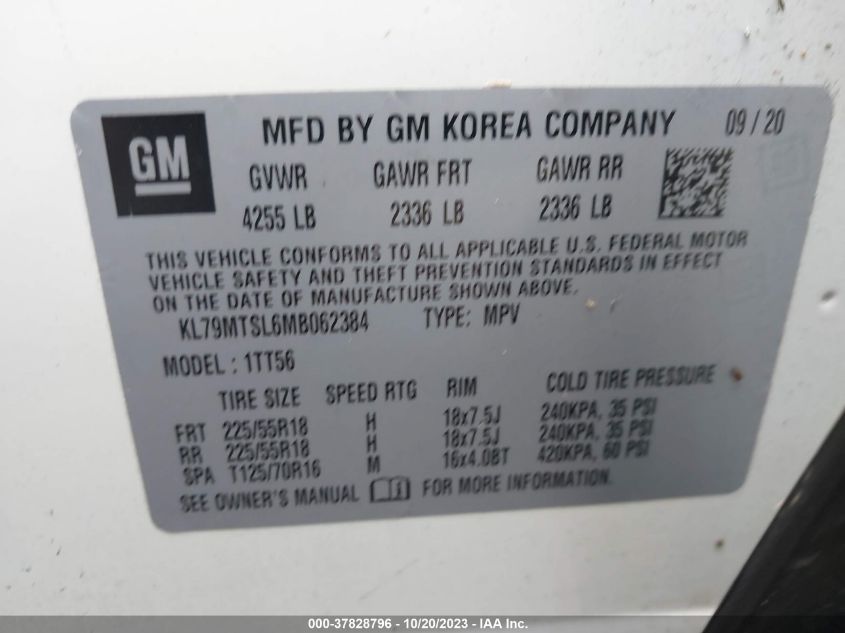 GM
MFD BY GM KOREA COMPANY 09 / 20
GVWR GAWR FRT GAWR RR
4255 LB 2336 LB 2336 LB
THIS VEHICLE CONFORMS TO ALL APPLICABLE U.S. FEDERAL MOTOR
VEHICLE SAFETY AND THEFT PREVENTION STANDARDS IN EFFECT
ON THE DATE OF MANUFACTURE SHOWN ABOVE.
KL79MTSL6MB062384 TYPE: MPV
MODEL : 1TT56
TIRE SIZE SPEED RTG RIM COLD TIRE PRESSURE
FRT 225/55R18 H 18x7.5J 240KPA, 35 PSI
RR 225/55R18 H 18x7.5J 240KPA, 35 PSI
SPA T125/70R16 M 16x4.0BT 420KPA, 60 PSI
SEE OWNER'S MANUAL FOR MORE INFORMATION.
000-37828796 - 10/20/2023 - IAA Inc.